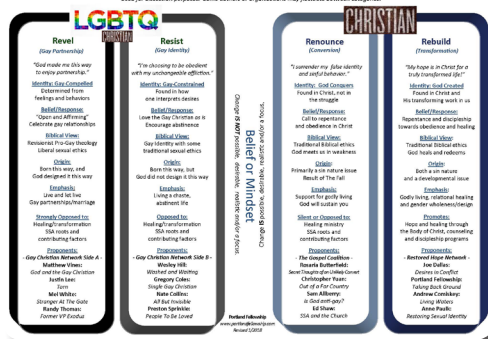 LGBTQ
CHRISTIAN
CHRISTIAN
Revel
(Gay Partnership)
"God made me this way
to enjoy partnership."
Identity: Gay-Compelled
Determined from
feelings and behaviors
Belief/Response:
"Open and Affirming"
Celebrate gay relationships
Biblical View:
Revisionist Pro-Gay theology
Liberal sexual ethics
Origin:
Born this way, and
God designed it this way
Emphasis:
Live and let live
Gay partnerships/marriage
Strongly Opposed to:
Healing/transformation
SSA roots and
contributing factors
Proponents:
- Gay Christian Network Side A -
Matthew Vines:
God and the Gay Christian
Justin Lee:
Torn
Mel White:
Stranger At The Gate
Randy Thomas:
Former VP Exodus
Resist
(Gay Identity)
"I'm choosing to be obedient
with my unchangeable affliction."
Identity: Gay-Constrained
Found in how
one interprets desires
Belief/Response:
Love the Gay Christian as is
Encourage abstinence
Biblical View:
Gay Identity with some
traditional sexual ethics
Origin:
Born this way, but
God did not design it this way
Emphasis:
Living a chaste,
abstinent life
Opposed to:
Healing/transformation
SSA roots and
contributing factors
Proponents:
- Gay Christian Network Side B -
Wesley Hill:
Washed and Waiting
Gregory Coles:
Single Gay Christian
Nate Collins:
All But Invisible
Preston Sprinkle:
People To Be Loved
Change IS NOT possible, desirable, realistic and/or a focus.
Belief or Mindset
Change IS possible, desirable, realistic and/or a focus.
Portland Fellowship
www.portlandfellowship.com
Revised 1/2018
Renounce
(Conversion)
"I surrender my false identity
and sinful behavior."
Identity: God Conquers
Found in Christ, not in
the struggle
Belief/Response:
Call to repentance
and obedience in Christ
Biblical View:
Traditional Biblical ethics
God meets us in weakness
Origin:
Primarily a sin nature issue
Result of The Fall
Emphasis:
Support for godly living
God will sustain you
Silent or Opposed to:
Healing ministry
SSA roots and
contributing factors
Proponents:
- The Gospel Coalition -
Rosaria Butterfield:
Secret Thoughts of an Unlikely Convert
Christopher Yuan:
Out of a Far Country
Sam Allberry:
Is God anti-gay?
Ed Shaw:
SSA and the Church
Rebuild
(Transformation)
"My hope is in Christ for a
truly transformed life!"
Identity: God Created
Found in Christ and
His transforming work in us
Belief/Response:
Repentance and discipleship
towards obedience and healing
Biblical View:
Traditional Biblical ethics
God heals and redeems
Origin:
Both a sin nature
and a developmental issue
Emphasis:
Godly living, relational healing
and gender wholeness/design
Promotes:
Hope and healing through
the Body of Christ, counseling
and discipleship programs
Proponents:
- Restored Hope Network -
Joe Dallas:
Desires in Conflict
Portland Fellowship:
Taking Back Ground
Andrew Comiskey:
Living Waters
Anne Paulk:
Restoring Sexual Identity